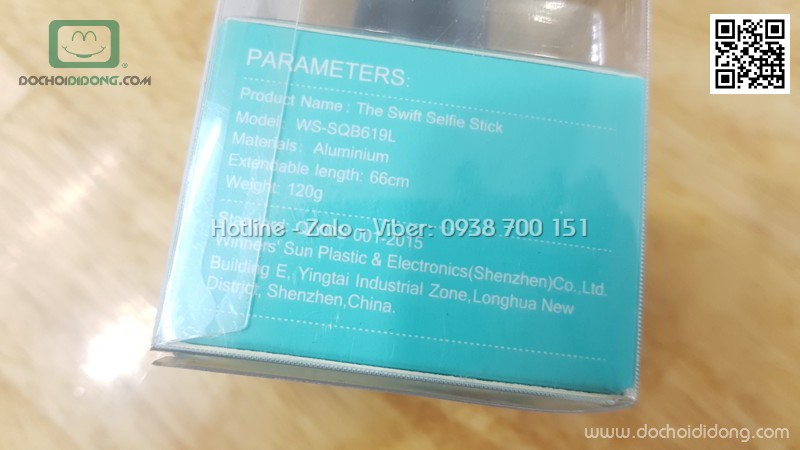 DOCHOIDIDONG.COM
PARAMETERS:
Product Name: The Swift Selfie Stick
Model: WS-SQB619L
Materials: Aluminium
Extendable length: 66cm
Weight: 120g
001-2015
Hotline - Zalo - Viber: 0938 700 151
Winners' Sun Plastic & Electronics(Shenzhen)Co.,Ltd.
Building E, Yingtai Industrial Zone,Longhua New
District, Shenzhen,China.
www.dochoididong.com